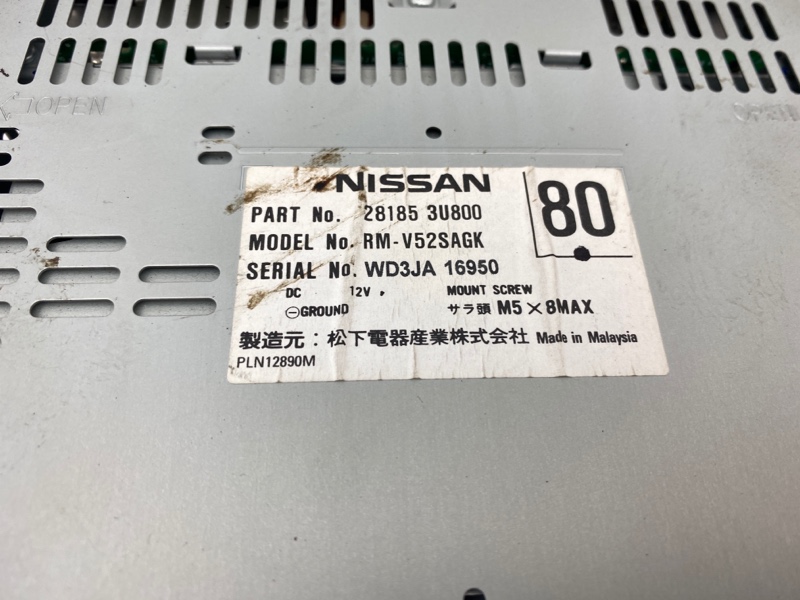 OPEN
NISSAN
80
PART No. 28185 3U800
MODEL No. RM-V52SAGK
SERIAL No. WD3JA 16950
DC 12V
⊖GROUND
MOUNT SCREW
サラ頭 M5×8MAX
製造元：松下電器産業株式会社 Made in Malaysia
PLN12890M